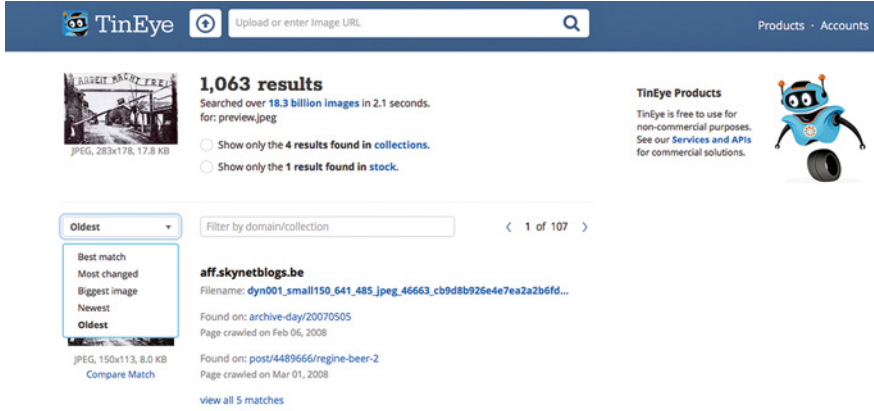 TinEye
Upload or enter Image URL
Products · Accounts
ARBEIT MACHT FREI
JPEG, 283x178, 17.8 KB
1,063 results
Searched over 18.3 billion images in 2.1 seconds.
for: preview.jpeg
Show only the 4 results found in collections.
Show only the 1 result found in stock.
TinEye Products
TinEye is free to use for
non-commercial purposes.
See our Services and APIs
for commercial solutions.
Oldest
Filter by domain/collection
1 of 107
Best match
Most changed
Biggest image
Newest
Oldest
JPEG, 150x113, 8.0 KB
Compare Match
aff.skynetblogs.be
Filename: dyn001_small150_641_485_jpeg_46663_cb9d8b926e4e7ea2a2b6fd...
Found on: archive-day/20070505
Page crawled on Feb 06, 2008
Found on: post/4489666/regine-beer-2
Page crawled on Mar 01, 2008
view all 5 matches